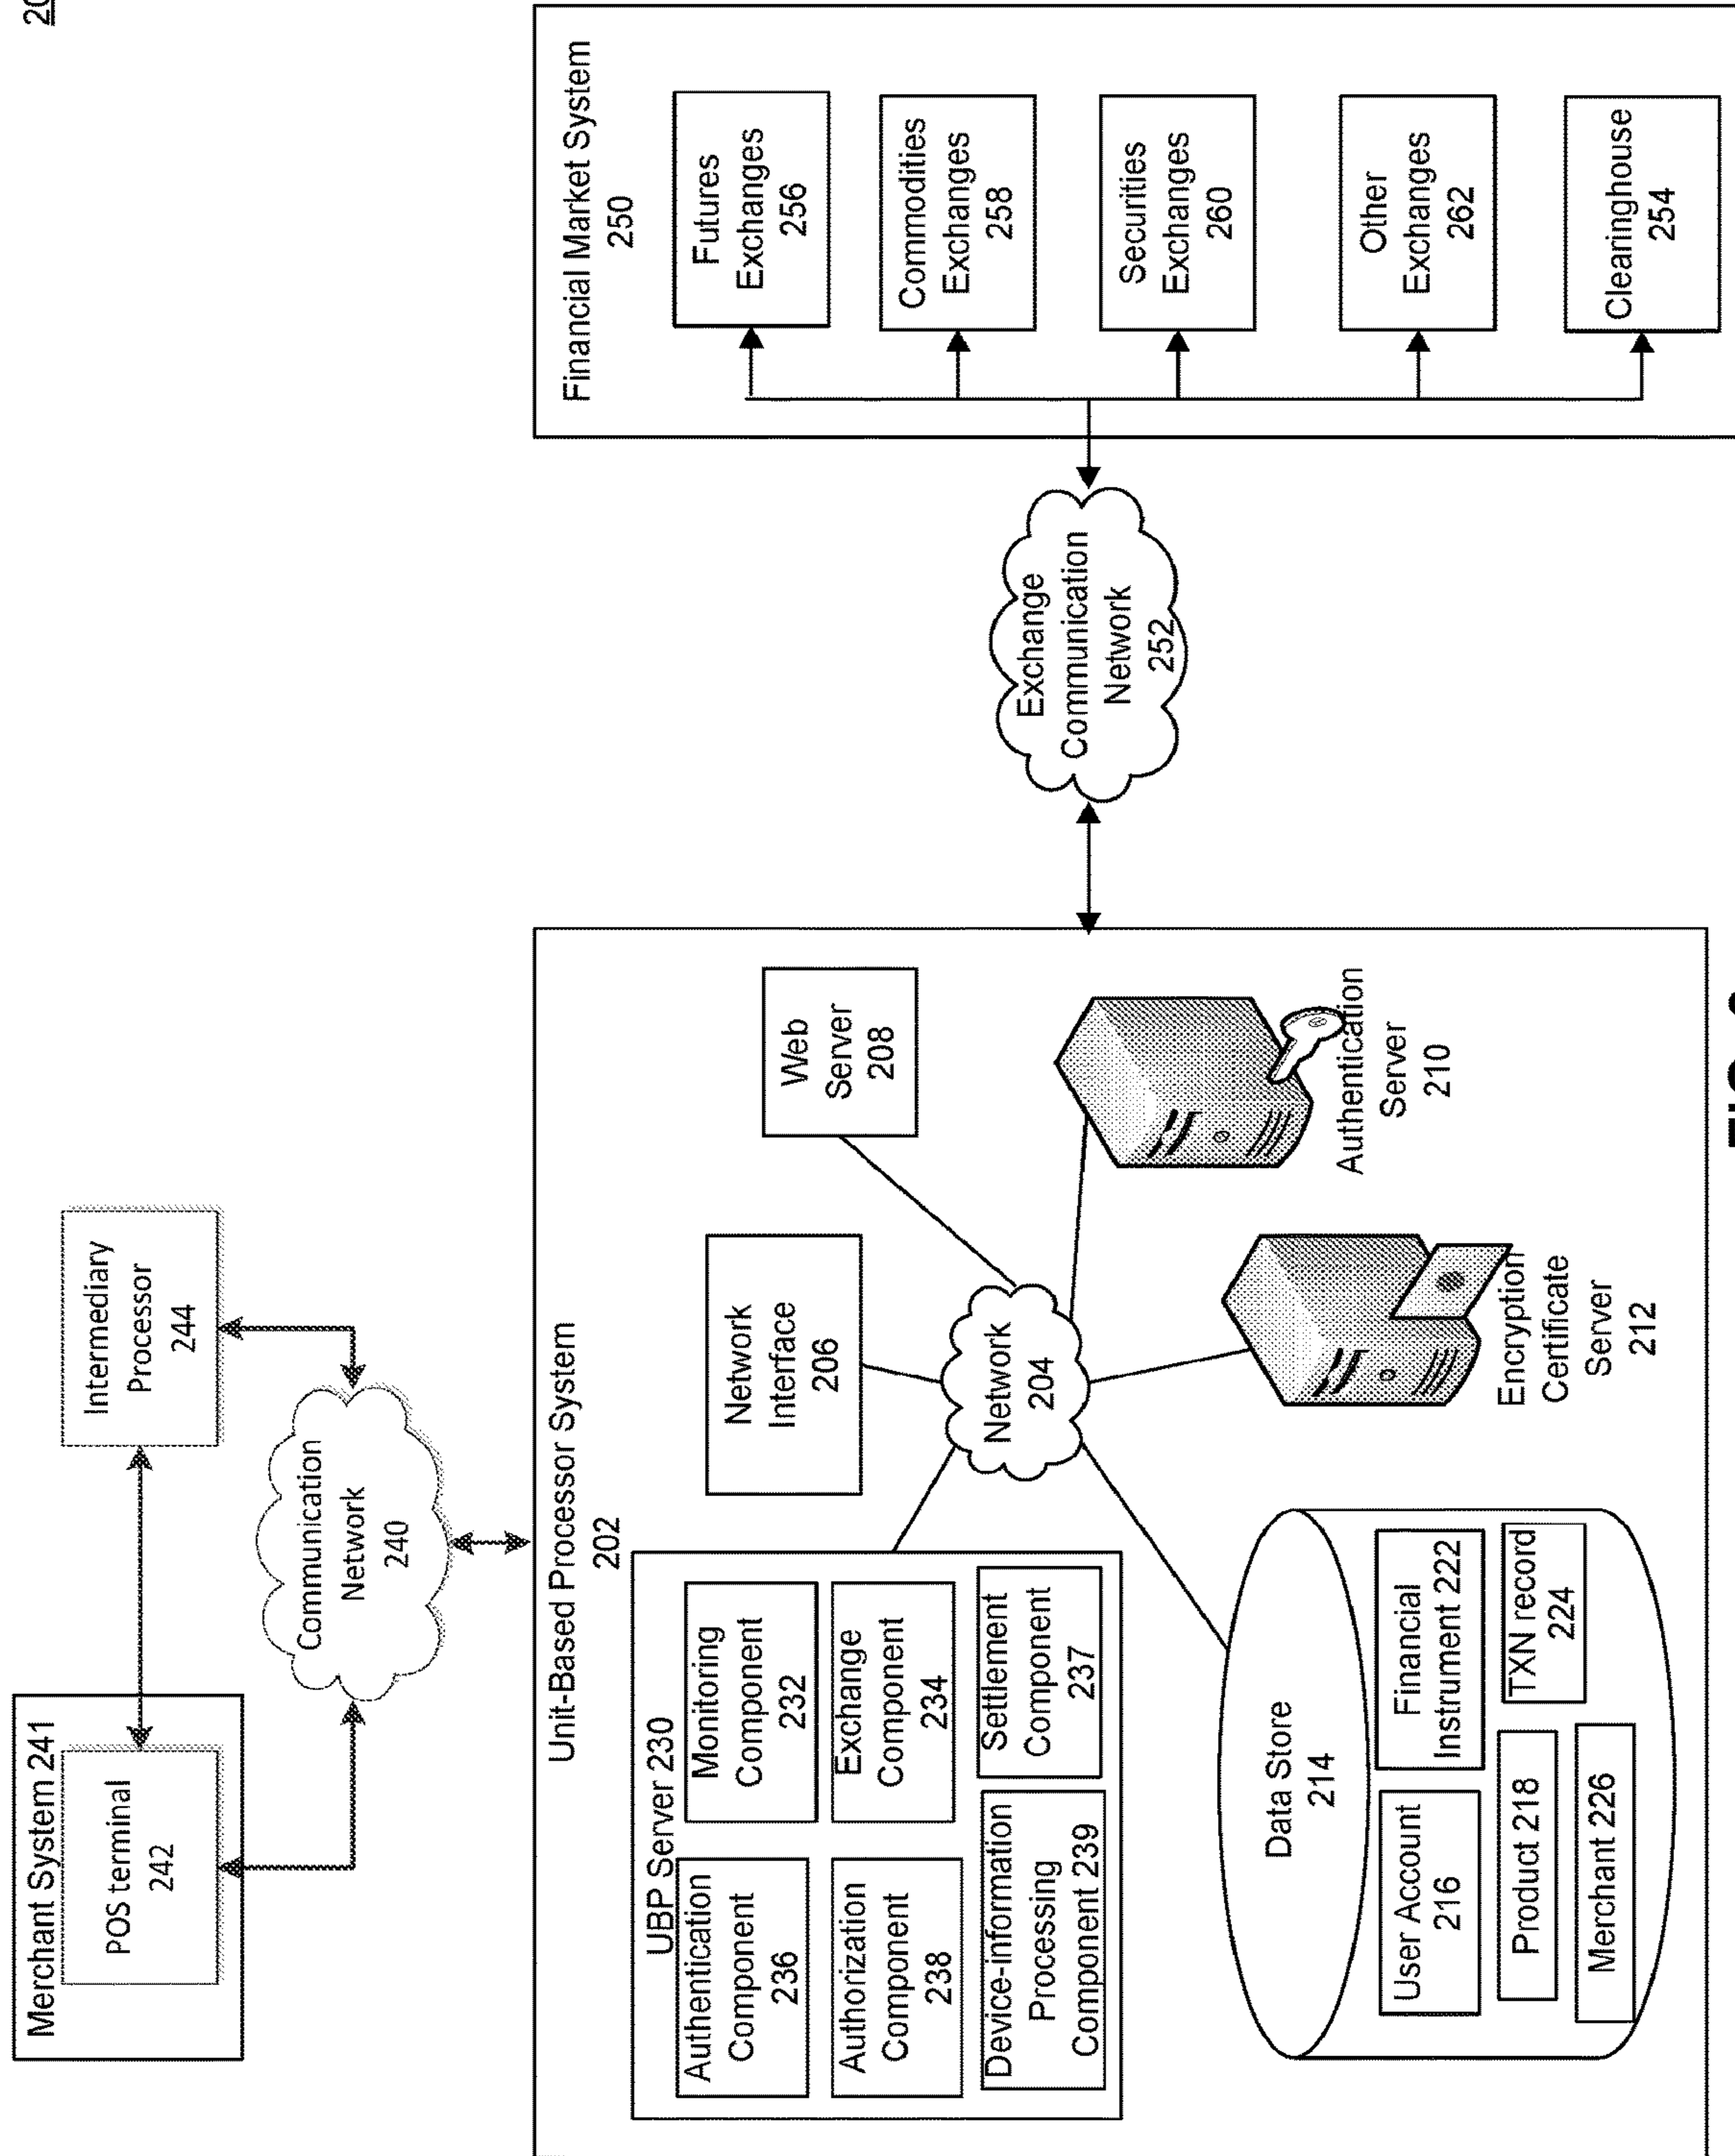 Merchant System 241
POS terminal
242
Intermediary
Processor
244
Communication
Network
240
Unit-Based Processor System
202
UBP Server 230
Authentication
Component
236
Monitoring
Component
232
Authorization
Component
238
Exchange
Component
234
Device-information
Processing
Component 239
Settlement
Component
237
Network
Interface
206
Web
Server
208
Network
204
Authentication
Server
210
Encryption
Certificate
Server
212
Data Store
214
User Account
216
Financial
Instrument 222
Product 218
TXN record
224
Merchant 226
Exchange
Communication
Network
252
Financial Market System
250
Futures
Exchanges
256
Commodities
Exchanges
258
Securities
Exchanges
260
Other
Exchanges
262
Clearinghouse
254